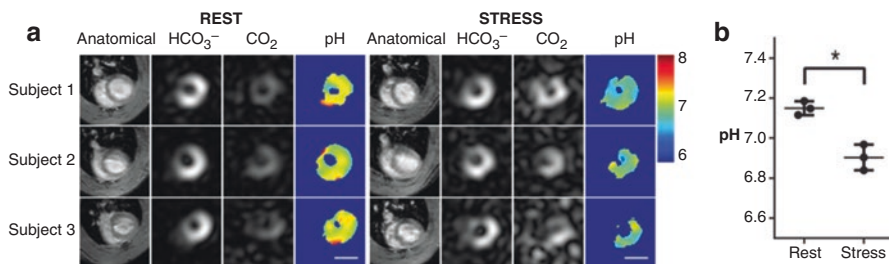 a
REST
STRESS
Anatomical HCO₃⁻ CO₂ pH Anatomical HCO₃⁻ CO₂ pH
Subject 1
Subject 2
Subject 3
8
7
6
b
7.4
7.2
7.0
6.8
6.6
pH
*
Rest Stress